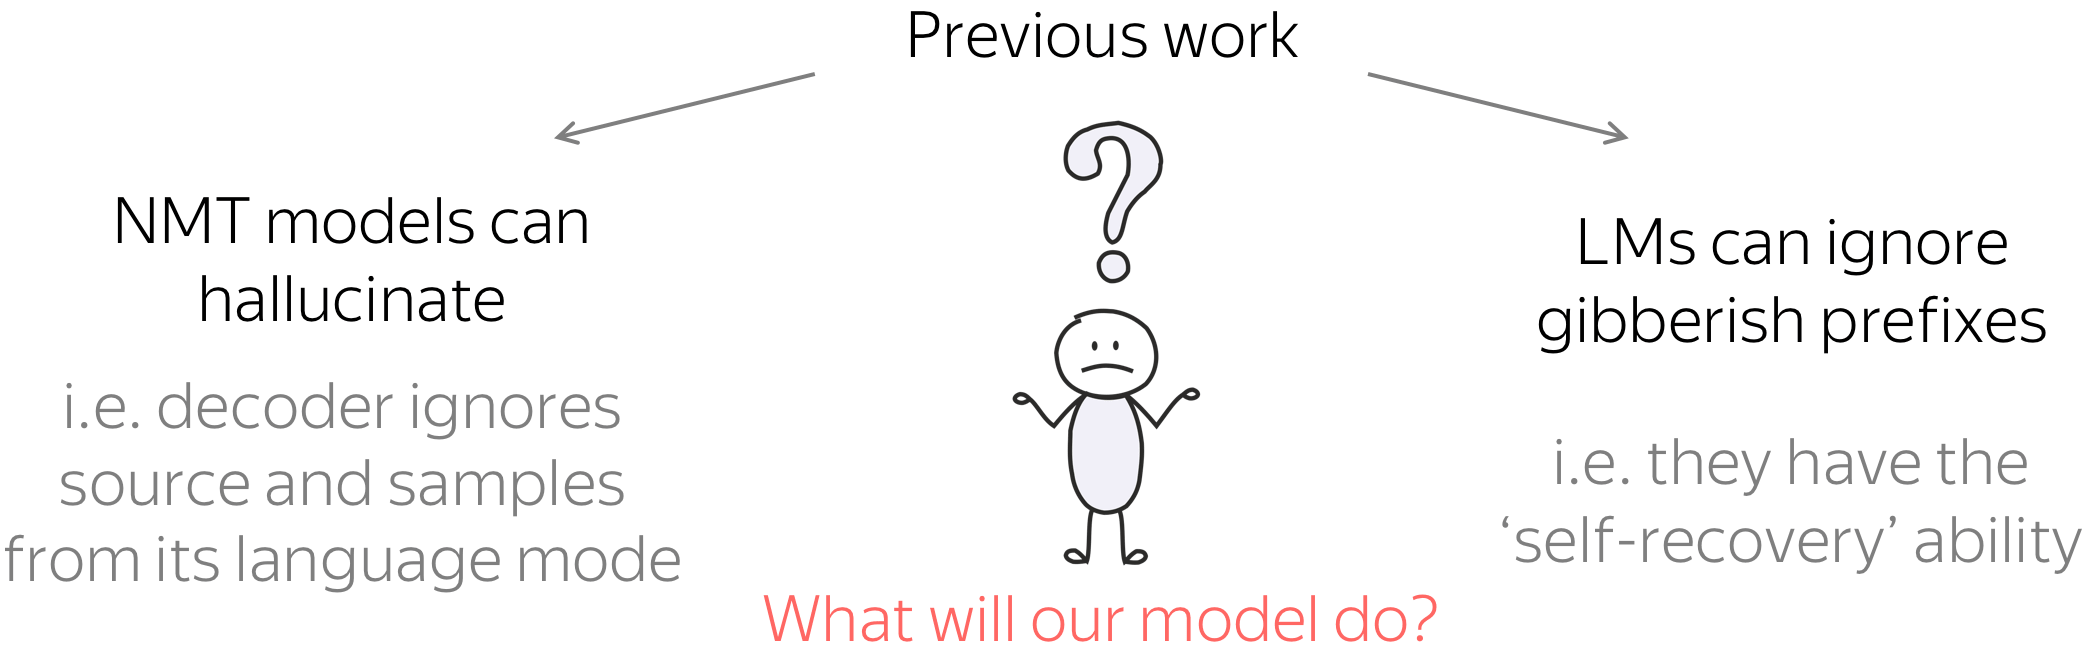 Previous work
NMT models can
hallucinate
i.e. decoder ignores
source and samples
from its language mode
?
LMs can ignore
gibberish prefixes
i.e. they have the
‘self-recovery’ ability
What will our model do?